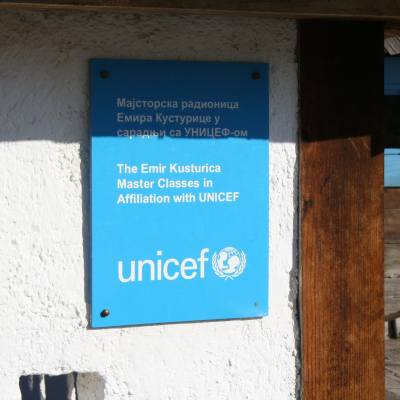 Мајсторска радионица
Емира Кустурице у
сарадњи са УНИЦЕФ-ом
The Emir Kusturica
Master Classes in
Affiliation with UNICEF
unicef